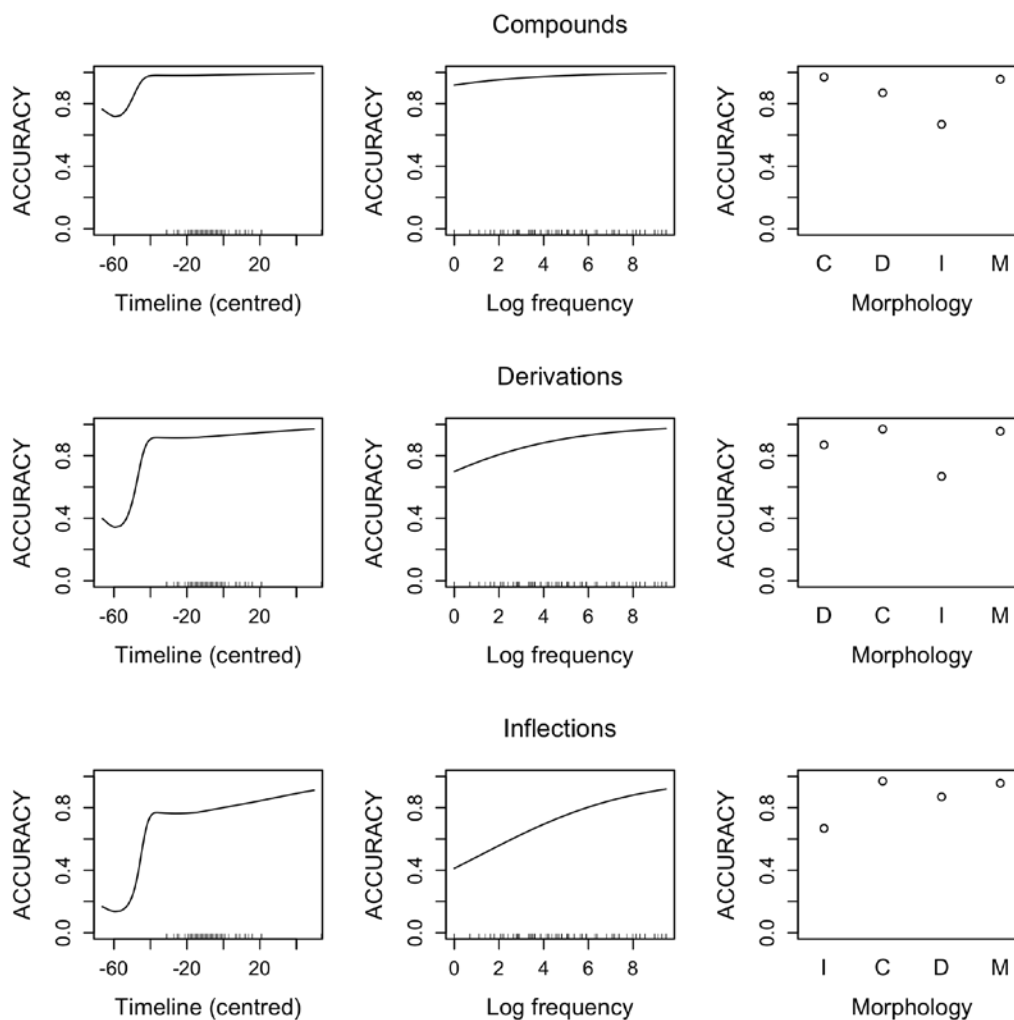 Compounds
ACCURACY
0.0 0.4 0.8
-60 -20 20
Timeline (centred)
ACCURACY
0.0 0.4 0.8
0 2 4 6 8
Log frequency
ACCURACY
0.0 0.4 0.8
C D I M
Morphology
Derivations
ACCURACY
0.0 0.4 0.8
-60 -20 20
Timeline (centred)
ACCURACY
0.0 0.4 0.8
0 2 4 6 8
Log frequency
ACCURACY
0.0 0.4 0.8
D C I M
Morphology
Inflections
ACCURACY
0.0 0.4 0.8
-60 -20 20
Timeline (centred)
ACCURACY
0.0 0.4 0.8
0 2 4 6 8
Log frequency
ACCURACY
0.0 0.4 0.8
I C D M
Morphology